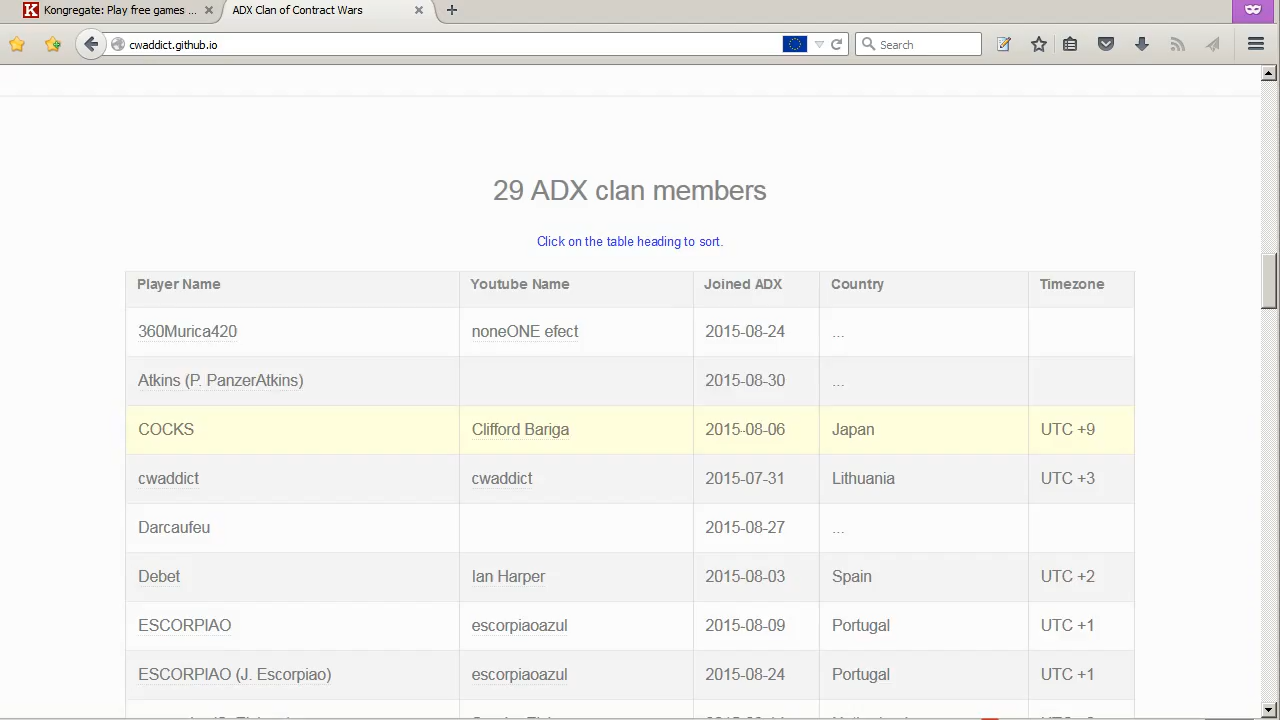 Kongregate: Play free games ...
ADX Clan of Contract Wars
cwaddict.github.io
Search
29 ADX clan members
Click on the table heading to sort.
Player Name Youtube Name Joined ADX Country Timezone
360Murica420 noneONE efect 2015-08-24 ...
Atkins (P. PanzerAtkins) 2015-08-30 ...
COCKS Clifford Bariga 2015-08-06 Japan UTC +9
cwaddict cwaddict 2015-07-31 Lithuania UTC +3
Darcaufeu 2015-08-27 ...
Debet Ian Harper 2015-08-03 Spain UTC +2
ESCORPIAO escorpiaoazul 2015-08-09 Portugal UTC +1
ESCORPIAO (J. Escorpiao) escorpiaoazul 2015-08-24 Portugal UTC +1